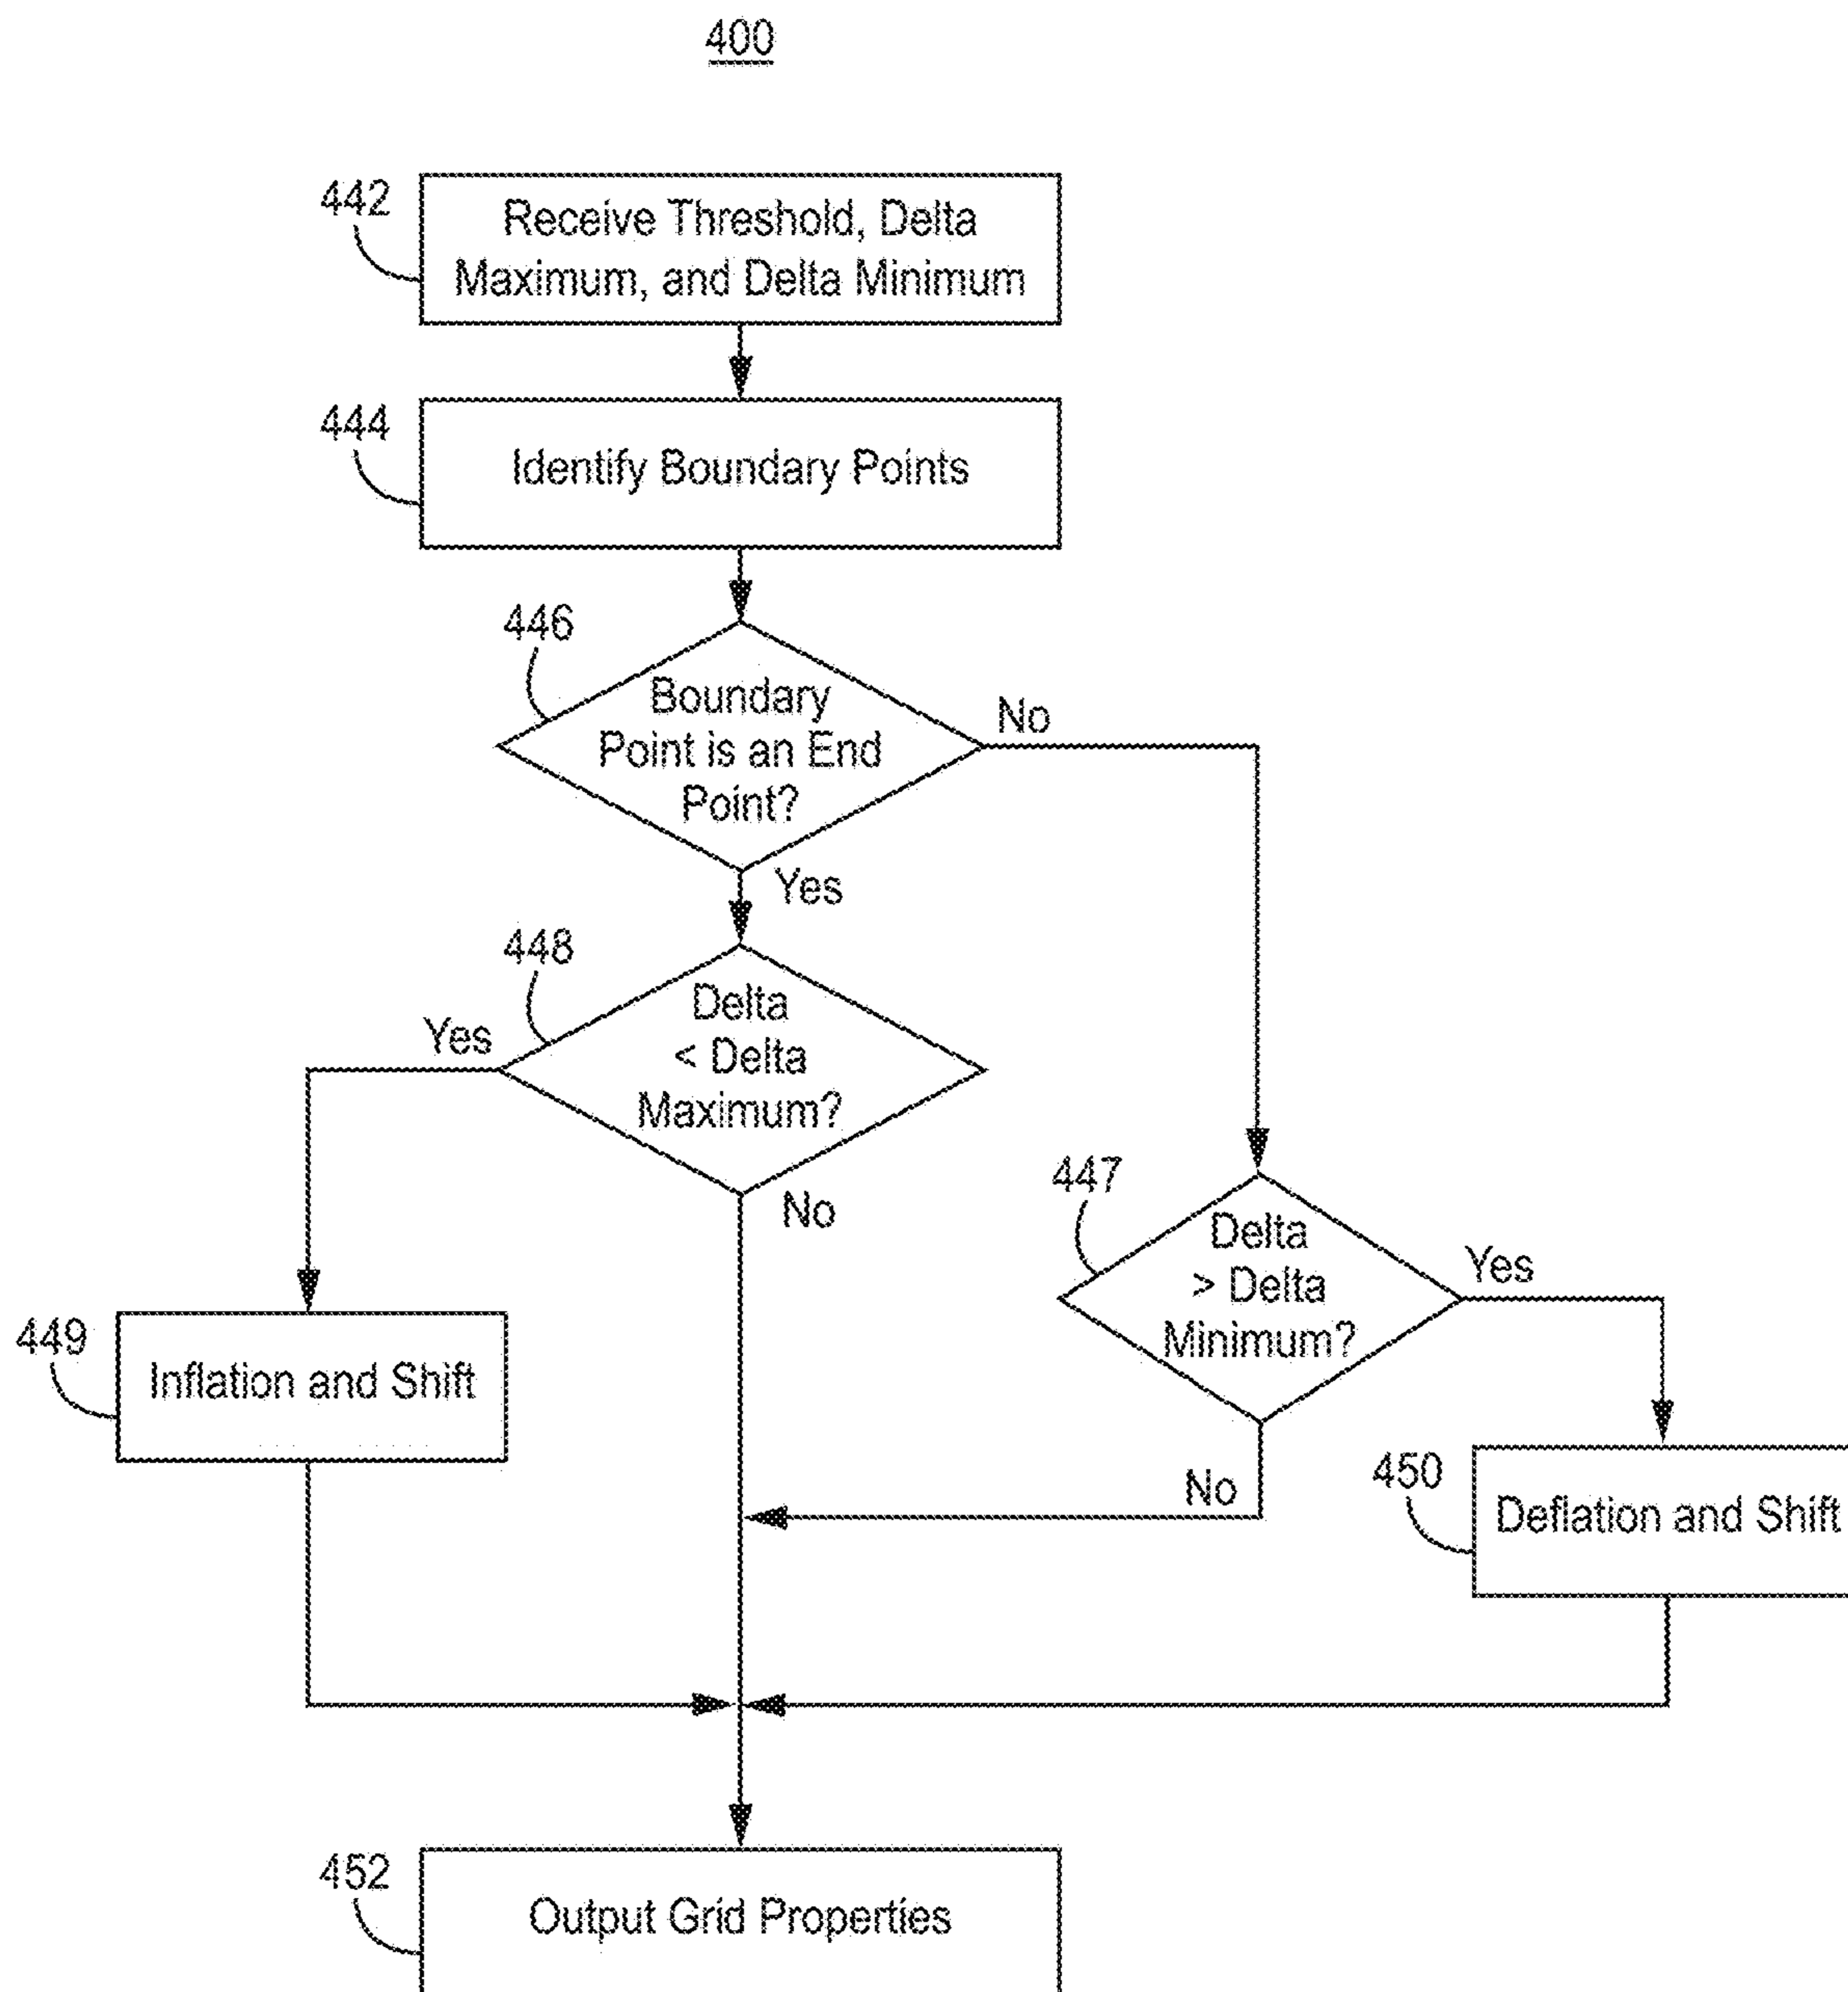 400
442
Receive Threshold, Delta
Maximum, and Delta Minimum
444
Identify Boundary Points
446
Boundary
Point is an End
Point?
No
Yes
448
Delta
< Delta
Maximum?
Yes
No
447
Delta
> Delta
Minimum?
Yes
No
449
Inflation and Shift
450
Deflation and Shift
452
Output Grid Properties